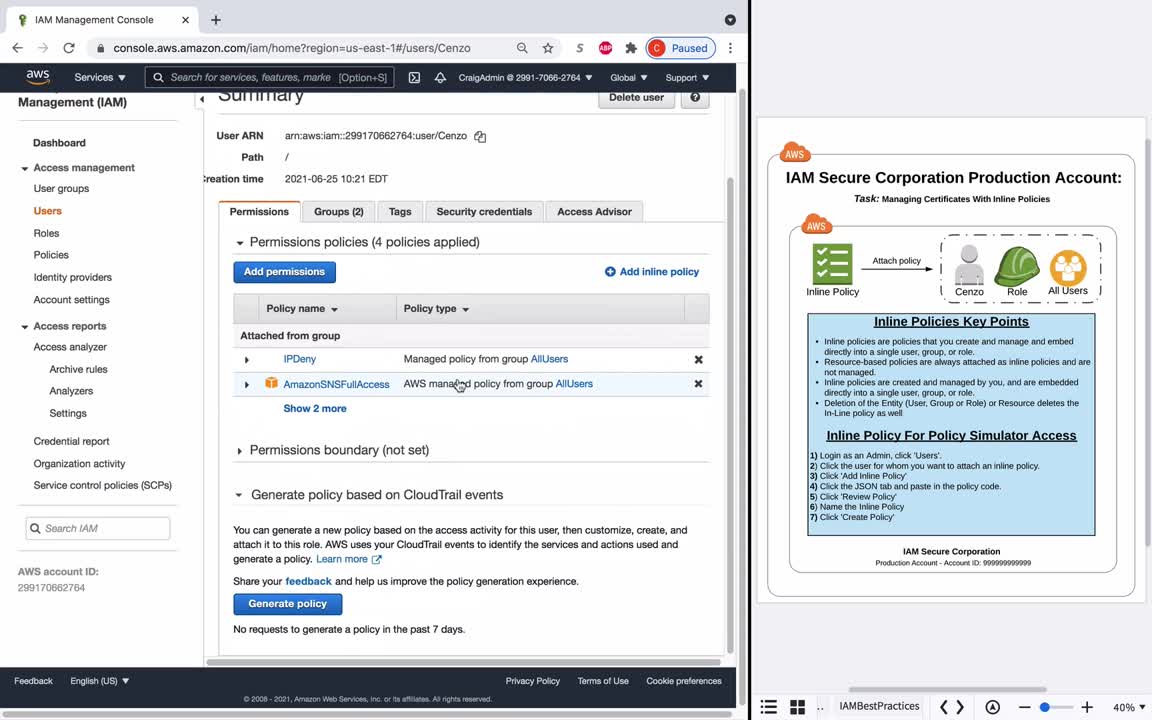 IAM Management Console
console.aws.amazon.com/iam/home?region=us-east-1#/users/Cenzo
S
ABP
C Paused
aws
Services
Search for services, features, marke [Option+S]
CraigAdmin @ 2991-7066-2764
Global
Support
Management (IAM)
Dashboard
Access management
User groups
Users
Roles
Policies
Identity providers
Account settings
Access reports
Access analyzer
Archive rules
Analyzers
Settings
Credential report
Organization activity
Service control policies (SCPs)
Search IAM
AWS account ID:
299170662764
Summary
Delete user
?
User ARN arn:aws:iam::299170662764:user/Cenzo
Path /
Creation time 2021-06-25 10:21 EDT
Permissions
Groups (2)
Tags
Security credentials
Access Advisor
Permissions policies (4 policies applied)
Add permissions
Add inline policy
Policy name
Policy type
Attached from group
IPDeny Managed policy from group AllUsers
AmazonSNSFullAccess AWS managed policy from group AllUsers
Show 2 more
Permissions boundary (not set)
Generate policy based on CloudTrail events
You can generate a new policy based on the access activity for this user, then customize, create, and
attach it to this role. AWS uses your CloudTrail events to identify the services and actions used and
generate a policy. Learn more
Share your feedback and help us improve the policy generation experience.
Generate policy
No requests to generate a policy in the past 7 days.
Feedback
English (US)
Privacy Policy
Terms of Use
Cookie preferences
© 2008 - 2021, Amazon Web Services, Inc. or its affiliates. All rights reserved.
AWS
IAM Secure Corporation Production Account:
Task: Managing Certificates With Inline Policies
AWS
Attach policy
Inline Policy
Cenzo
Role
All Users
Inline Policies Key Points
• Inline policies are policies that you create and manage and embed
directly into a single user, group, or role.
• Resource-based policies are always attached as inline policies and are
not managed.
• Inline policies are created and managed by you, and are embedded
directly into a single user, group, or role.
• Deletion of the Entity (User, Group or Role) or Resource deletes the
In-Line policy as well
Inline Policy For Policy Simulator Access
1) Login as an Admin, click 'Users'.
2) Click the user for whom you want to attach an inline policy.
3) Click 'Add Inline Policy'
4) Click the JSON tab and paste in the policy code.
5) Click 'Review Policy'
6) Name the Inline Policy
7) Click 'Create Policy'
IAM Secure Corporation
Production Account - Account ID: 999999999999
IAMBestPractices
40%